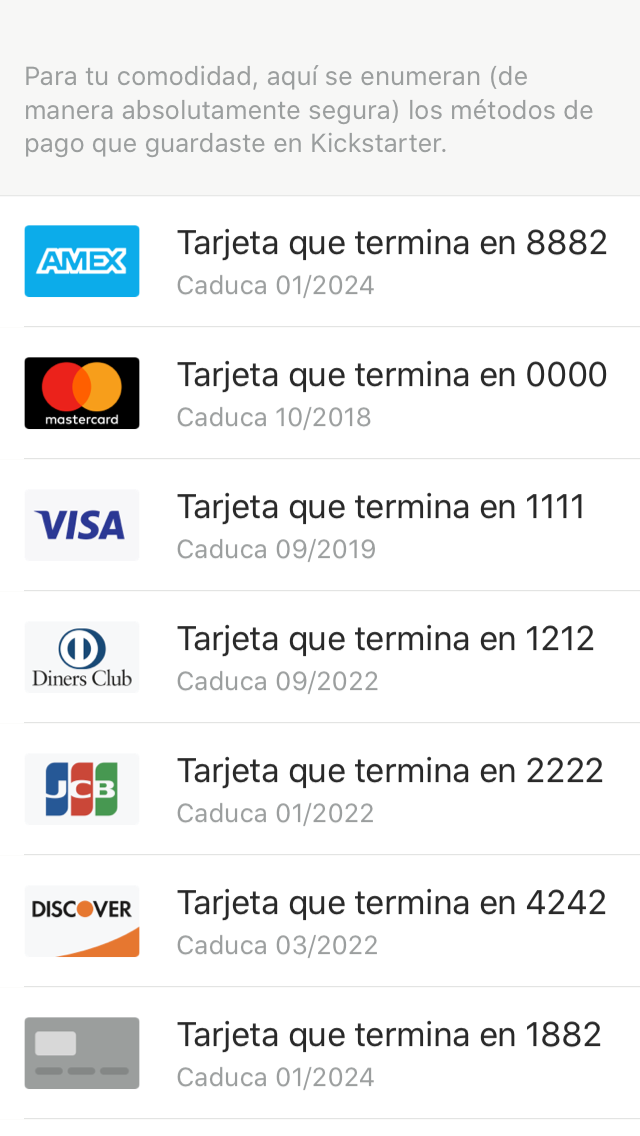 Para tu comodidad, aquí se enumeran (de
manera absolutamente segura) los métodos de
pago que guardaste en Kickstarter.
AMEX
Tarjeta que termina en 8882
Caduca 01/2024
mastercard
Tarjeta que termina en 0000
Caduca 10/2018
VISA
Tarjeta que termina en 1111
Caduca 09/2019
Diners Club
Tarjeta que termina en 1212
Caduca 09/2022
JCB
Tarjeta que termina en 2222
Caduca 01/2022
DISCOVER
Tarjeta que termina en 4242
Caduca 03/2022
Tarjeta que termina en 1882
Caduca 01/2024